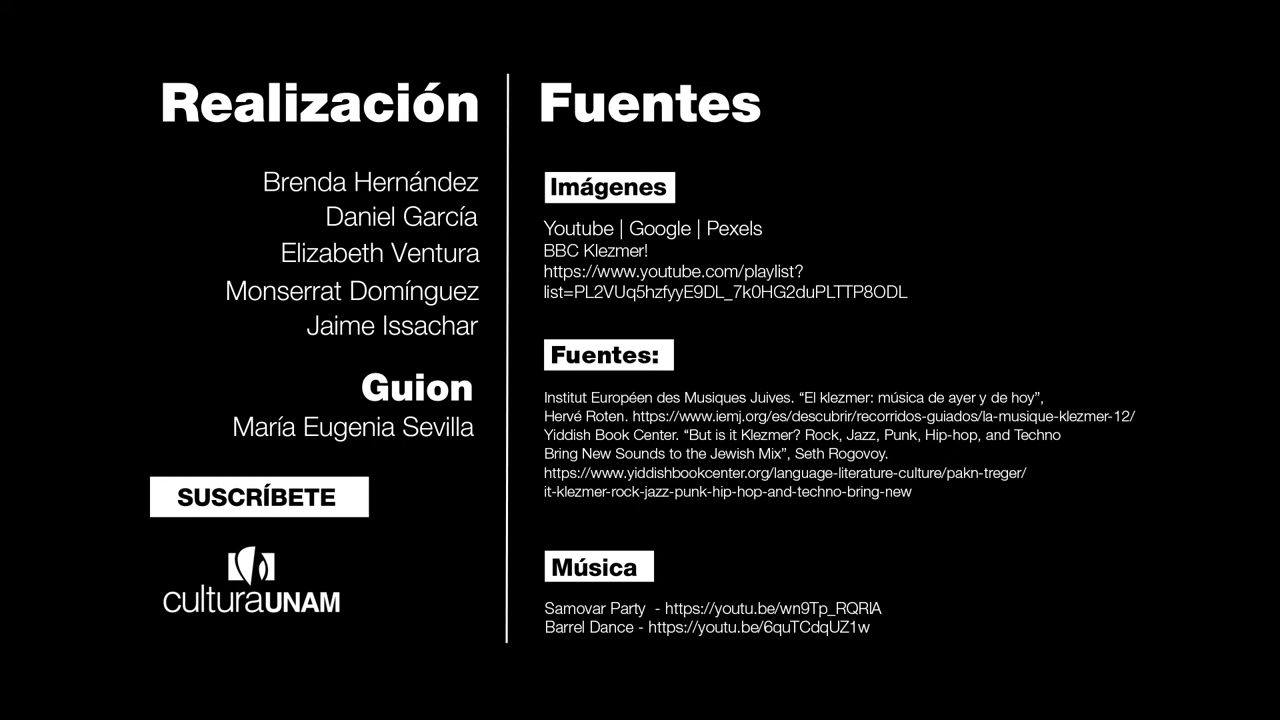 Realización
Brenda Hernández
Daniel García
Elizabeth Ventura
Monserrat Domínguez
Jaime Issachar
Guion
María Eugenia Sevilla
SUSCRÍBETE
culturaUNAM
Fuentes
Imágenes
Youtube | Google | Pexels
BBC Klezmer!
https://www.youtube.com/playlist?
list=PL2VUq5hzfyyE9DL_7k0HG2duPLTTP8ODL
Fuentes:
Institut Européen des Musiques Juives. “El klezmer: música de ayer y de hoy”,
Hervé Roten. https://www.iemj.org/es/descubrir/recorridos-guiados/la-musique-klezmer-12/
Yiddish Book Center. “But is it Klezmer? Rock, Jazz, Punk, Hip-hop, and Techno
Bring New Sounds to the Jewish Mix”, Seth Rogovoy.
https://www.yiddishbookcenter.org/language-literature-culture/pakn-treger/
it-klezmer-rock-jazz-punk-hip-hop-and-techno-bring-new
Música
Samovar Party - https://youtu.be/wn9Tp_RQRlA
Barrel Dance - https://youtu.be/6quTCdqUZ1w